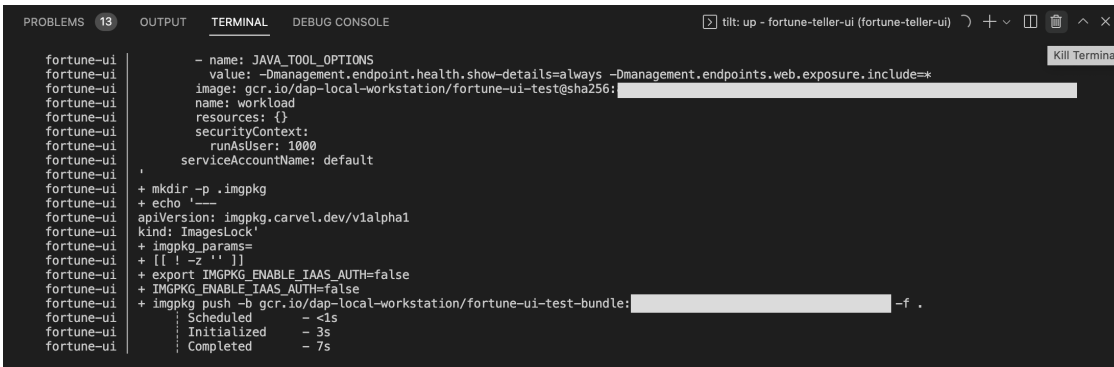 PROBLEMS 13 OUTPUT TERMINAL DEBUG CONSOLE tilt: up - fortune-teller-ui (fortune-teller-ui)
Kill Termina
fortune-ui │ - name: JAVA_TOOL_OPTIONS
fortune-ui │ value: -Dmanagement.endpoint.health.show-details=always -Dmanagement.endpoints.web.exposure.include=*
fortune-ui │ image: gcr.io/dap-local-workstation/fortune-ui-test@sha256:
fortune-ui │ name: workload
fortune-ui │ resources: {}
fortune-ui │ securityContext:
fortune-ui │ runAsUser: 1000
fortune-ui │ serviceAccountName: default
fortune-ui │ '
fortune-ui │ + mkdir -p .imgpkg
fortune-ui │ + echo '---
fortune-ui │ apiVersion: imgpkg.carvel.dev/v1alpha1
fortune-ui │ kind: ImagesLock'
fortune-ui │ + imgpkg_params=
fortune-ui │ + [[ ! -z '' ]]
fortune-ui │ + export IMGPKG_ENABLE_IAAS_AUTH=false
fortune-ui │ + IMGPKG_ENABLE_IAAS_AUTH=false
fortune-ui │ + imgpkg push -b gcr.io/dap-local-workstation/fortune-ui-test-bundle: -f .
fortune-ui │ ┊ Scheduled - <1s
fortune-ui │ ┊ Initialized - 3s
fortune-ui │ ┊ Completed - 7s